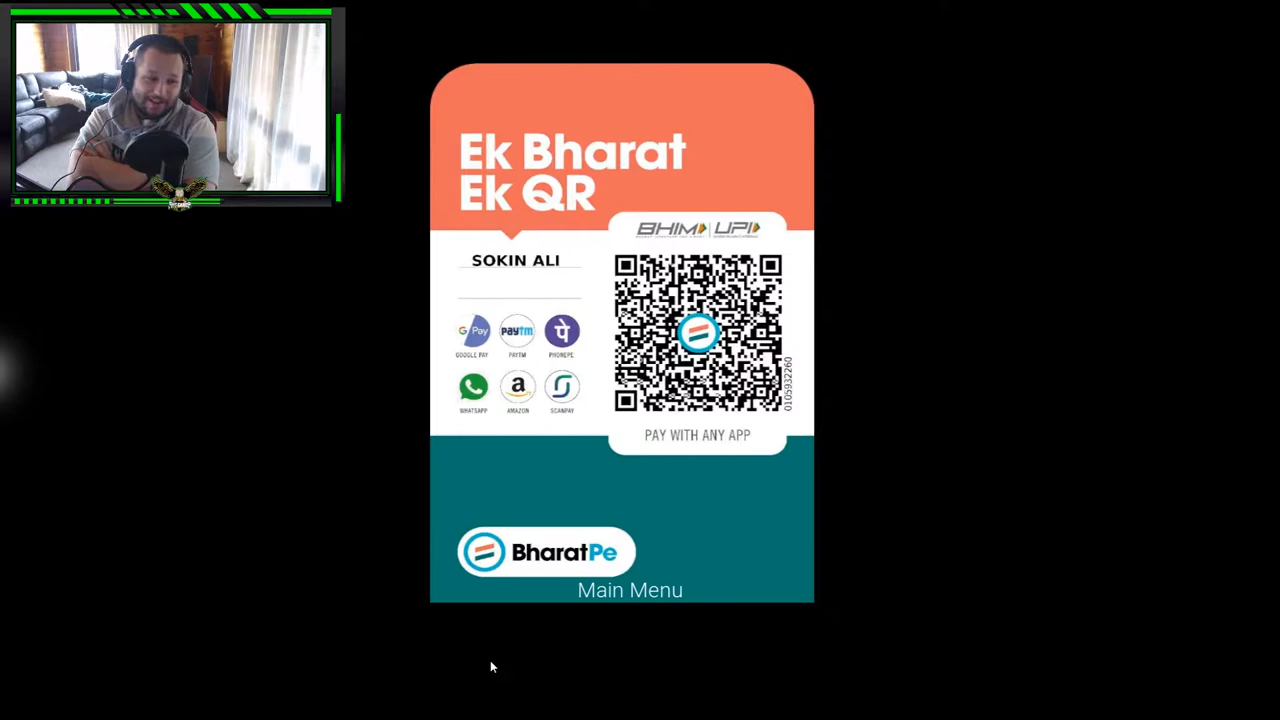 Ek Bharat
Ek QR
BHIM UPI
SOKIN ALI
G Pay
Paytm
पे
GOOGLE PAY
PAYTM
PHONEPE
a
WHATSAPP
AMAZON
SCANPAY
0105932260
PAY WITH ANY APP
BharatPe
Main Menu